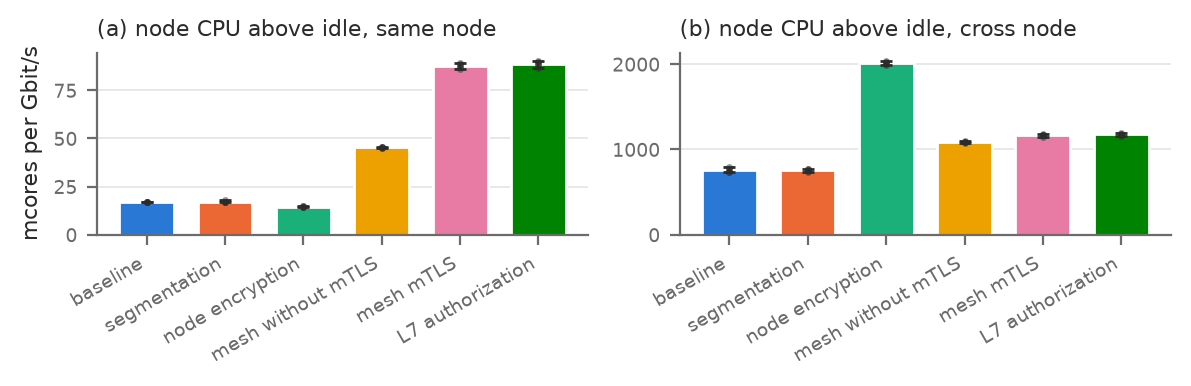 (a) node CPU above idle, same node
mcores per Gbit/s
75
50
25
0
baseline
segmentation
node encryption
mesh without mTLS
mesh mTLS
L7 authorization
(b) node CPU above idle, cross node
2000
1000
0
baseline
segmentation
node encryption
mesh without mTLS
mesh mTLS
L7 authorization